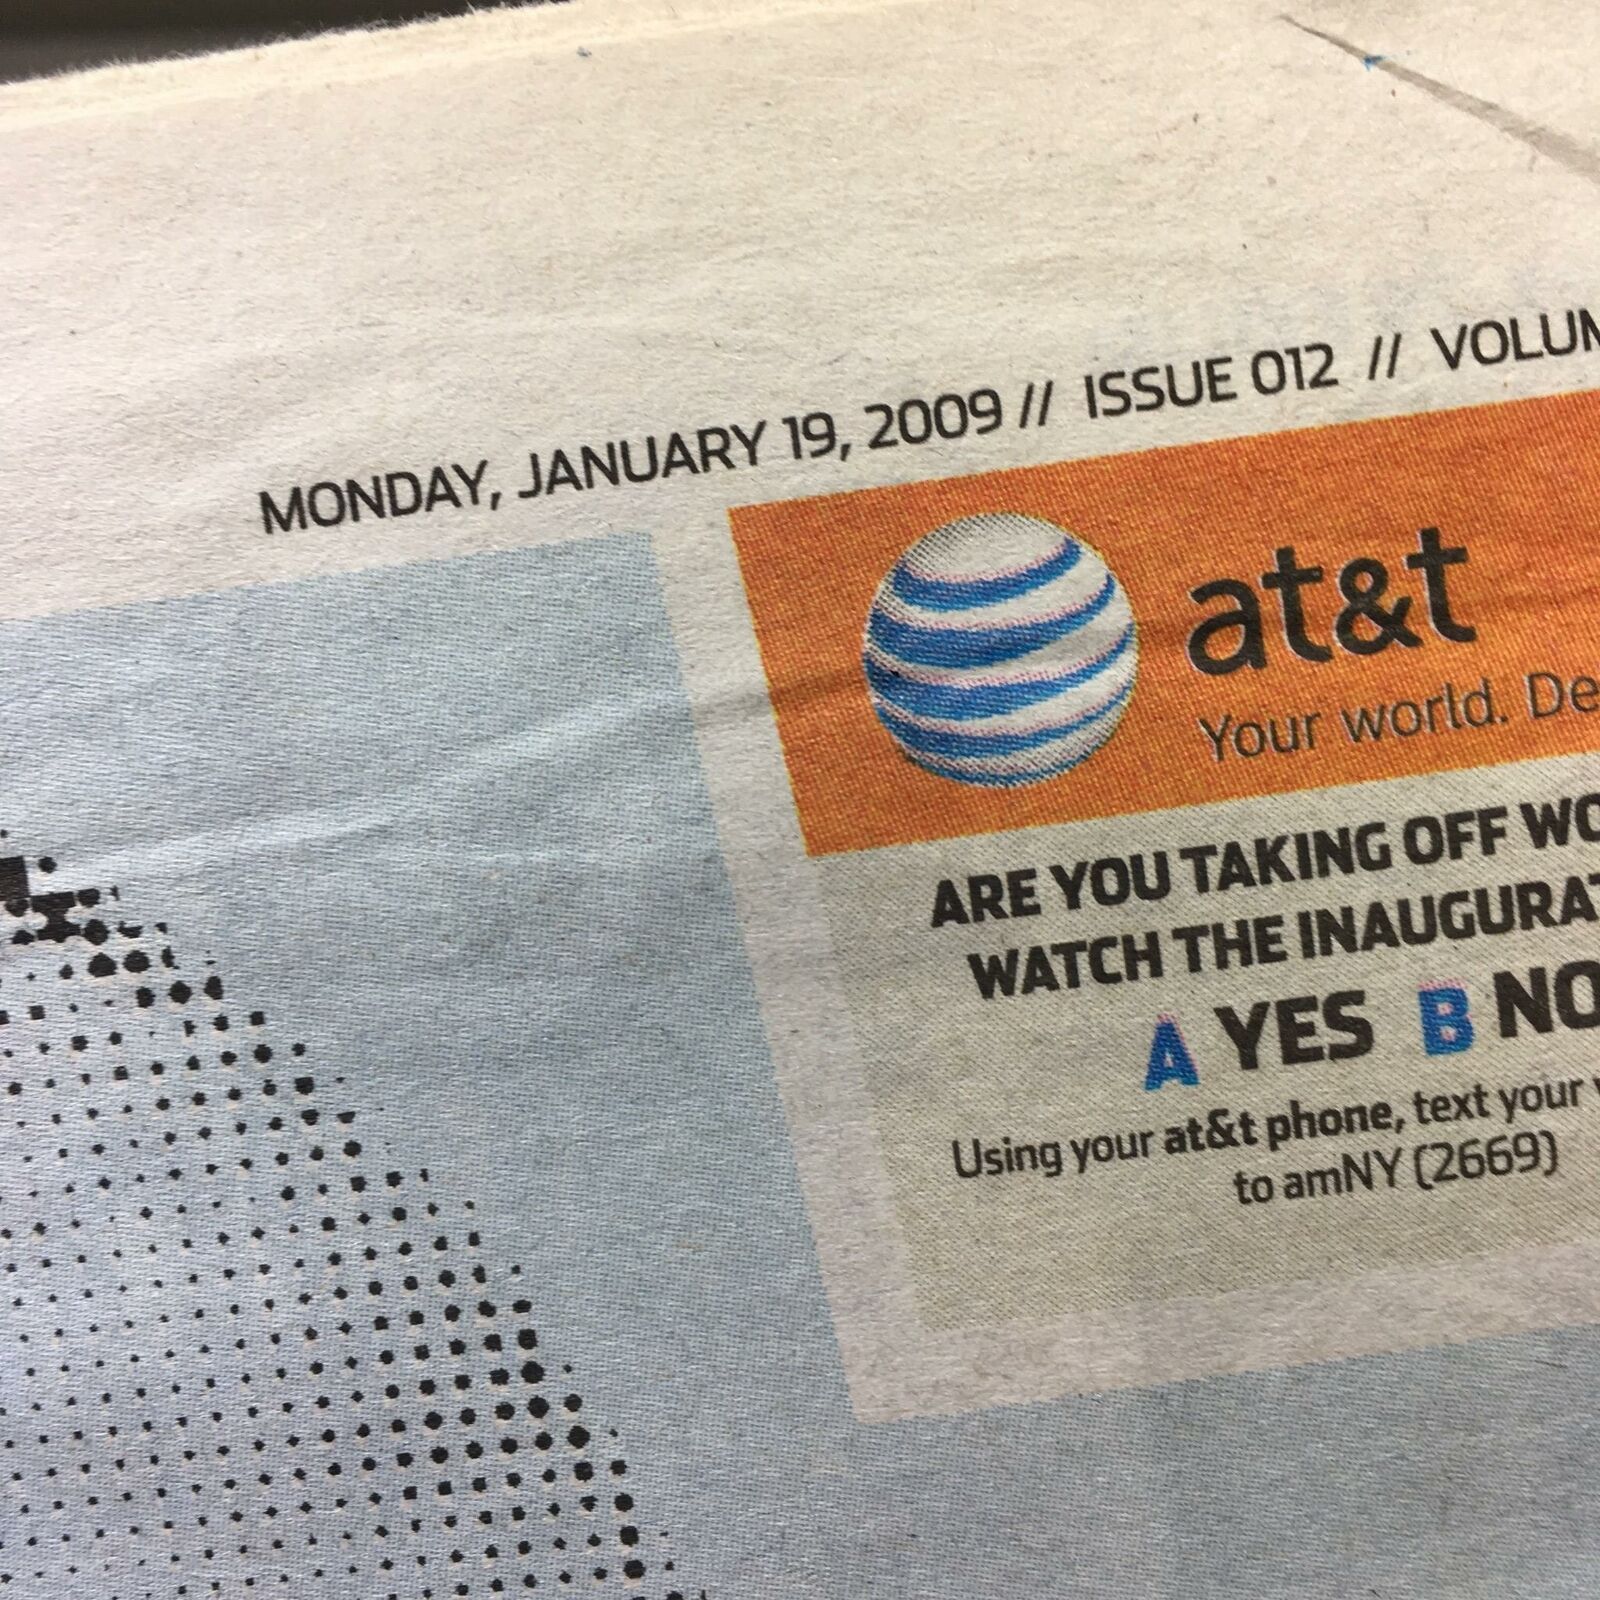 MONDAY, JANUARY 19, 2009 // ISSUE 012 //
at&t
Your world.
ARE YOU TAKING OFF
WATCH THE
A YES B NO
Using your at&t phone, text your
to amNY (2669)